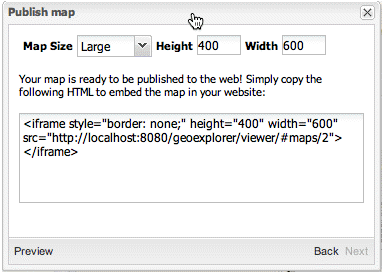 Publish map
Map Size Large Height 400 Width 600
Your map is ready to be published to the web! Simply copy the
following HTML to embed the map in your website:
<iframe style="border: none;" height="400" width="600"
src="http://localhost:8080/geoexplorer/viewer/#maps/2">
</iframe>
Preview Back Next